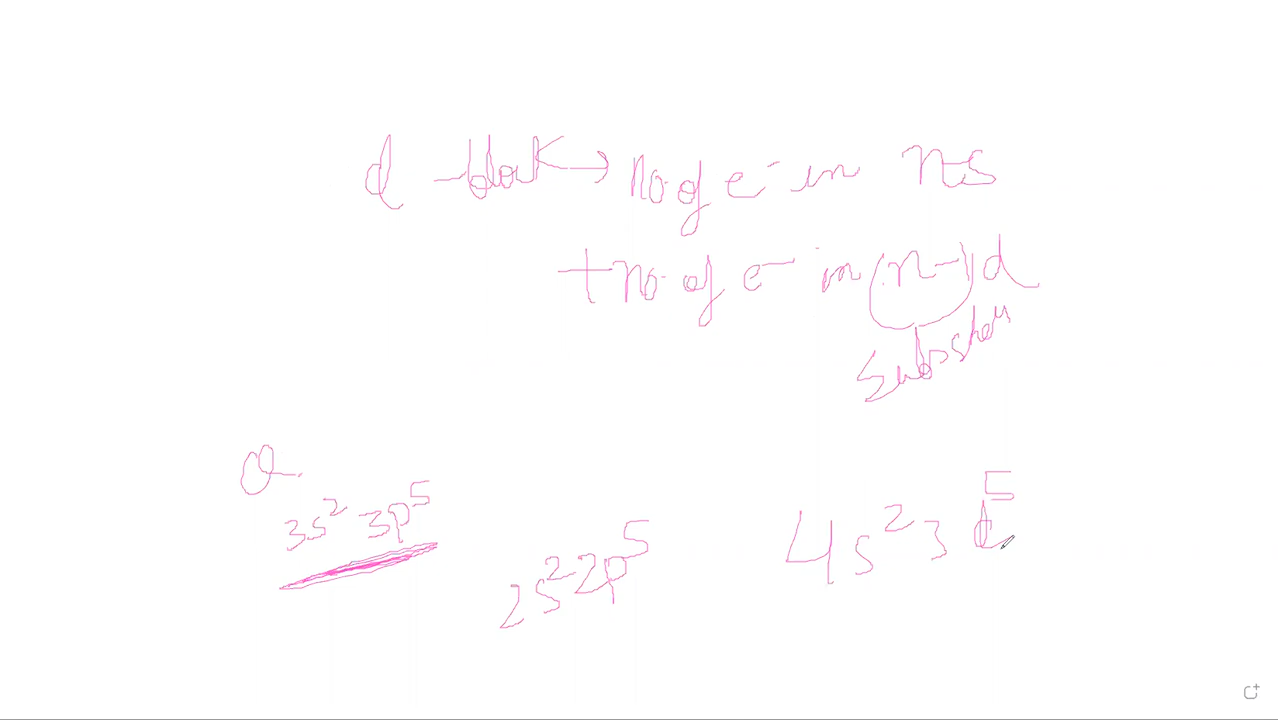 d-block → no. of e⁻ in ns
+ no. of e⁻ in (n-1)d
subshell
Q.
3s² 3p⁵
2s² 2p⁵
4s² 3d⁵